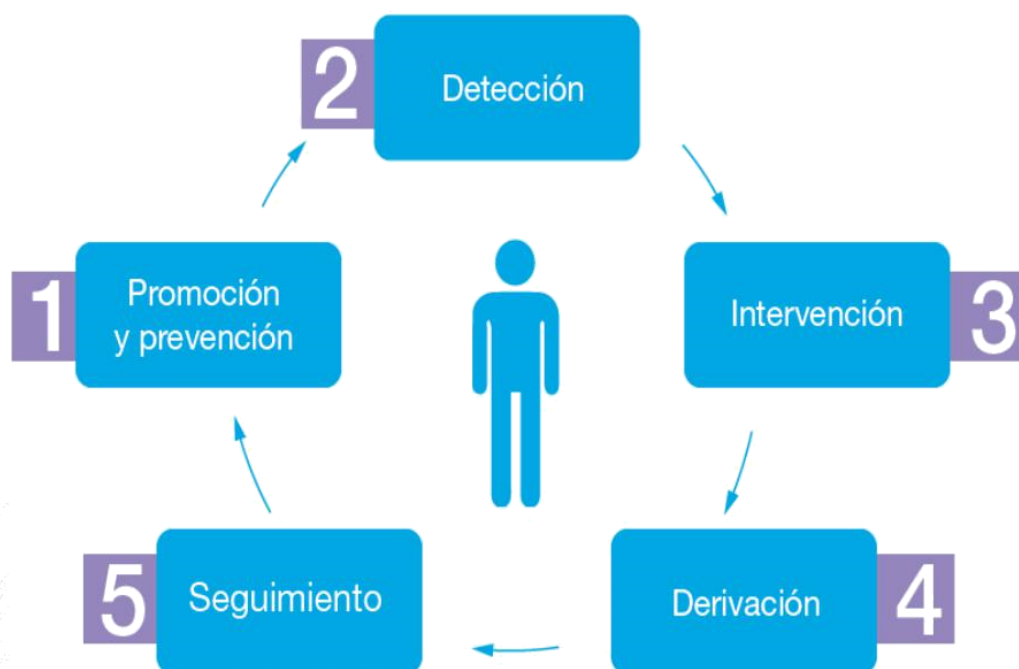 2
Detección
1
Promoción
y prevención
Intervención
3
5
Seguimiento
Derivación
4